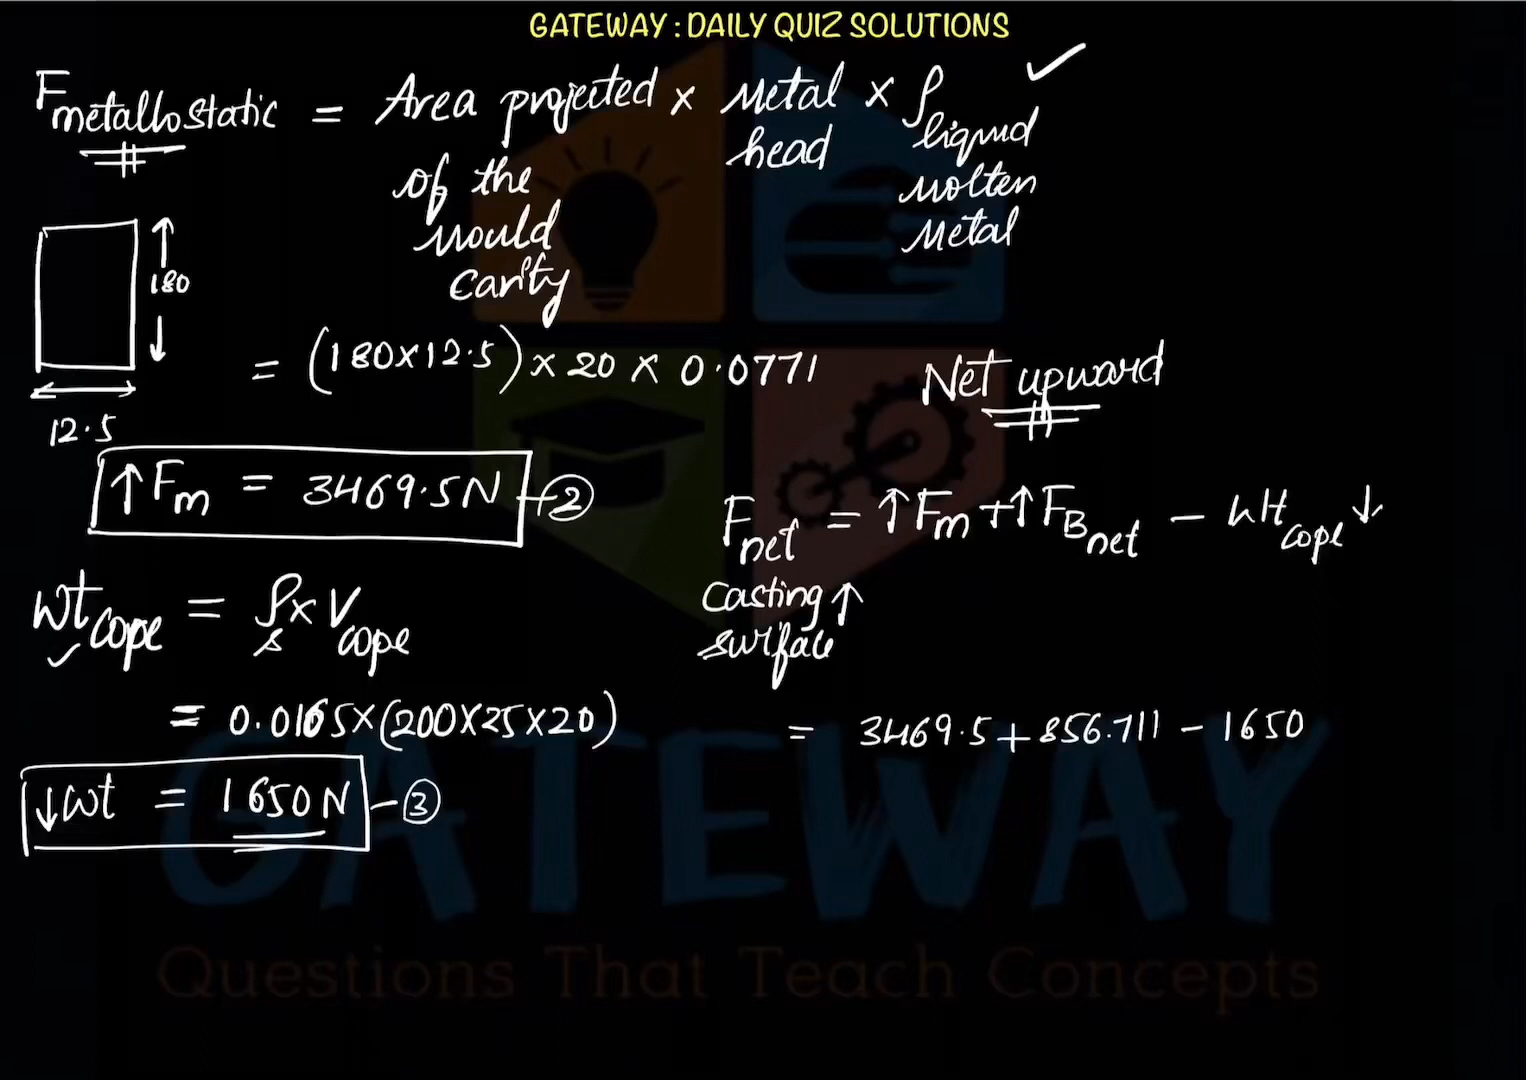 GATEWAY : DAILY QUIZ SOLUTIONS
F metallostatic = Area projected × Metal × ρ
of the head liquid
mould molten
cavity Metal
180
12.5
= (180×12.5) × 20 × 0.0771
Net upward
↑Fm = 3469.5N -②
Fnet = ↑Fm +↑FBnet - wt cope ↓
Casting ↑
surface
wt cope = ρs × V cope
= 0.0165×(200×25×20)
= 3469.5+856.711 - 1650
↓wt = 1650N -③
GATEWAY
Questions That Teach Concepts